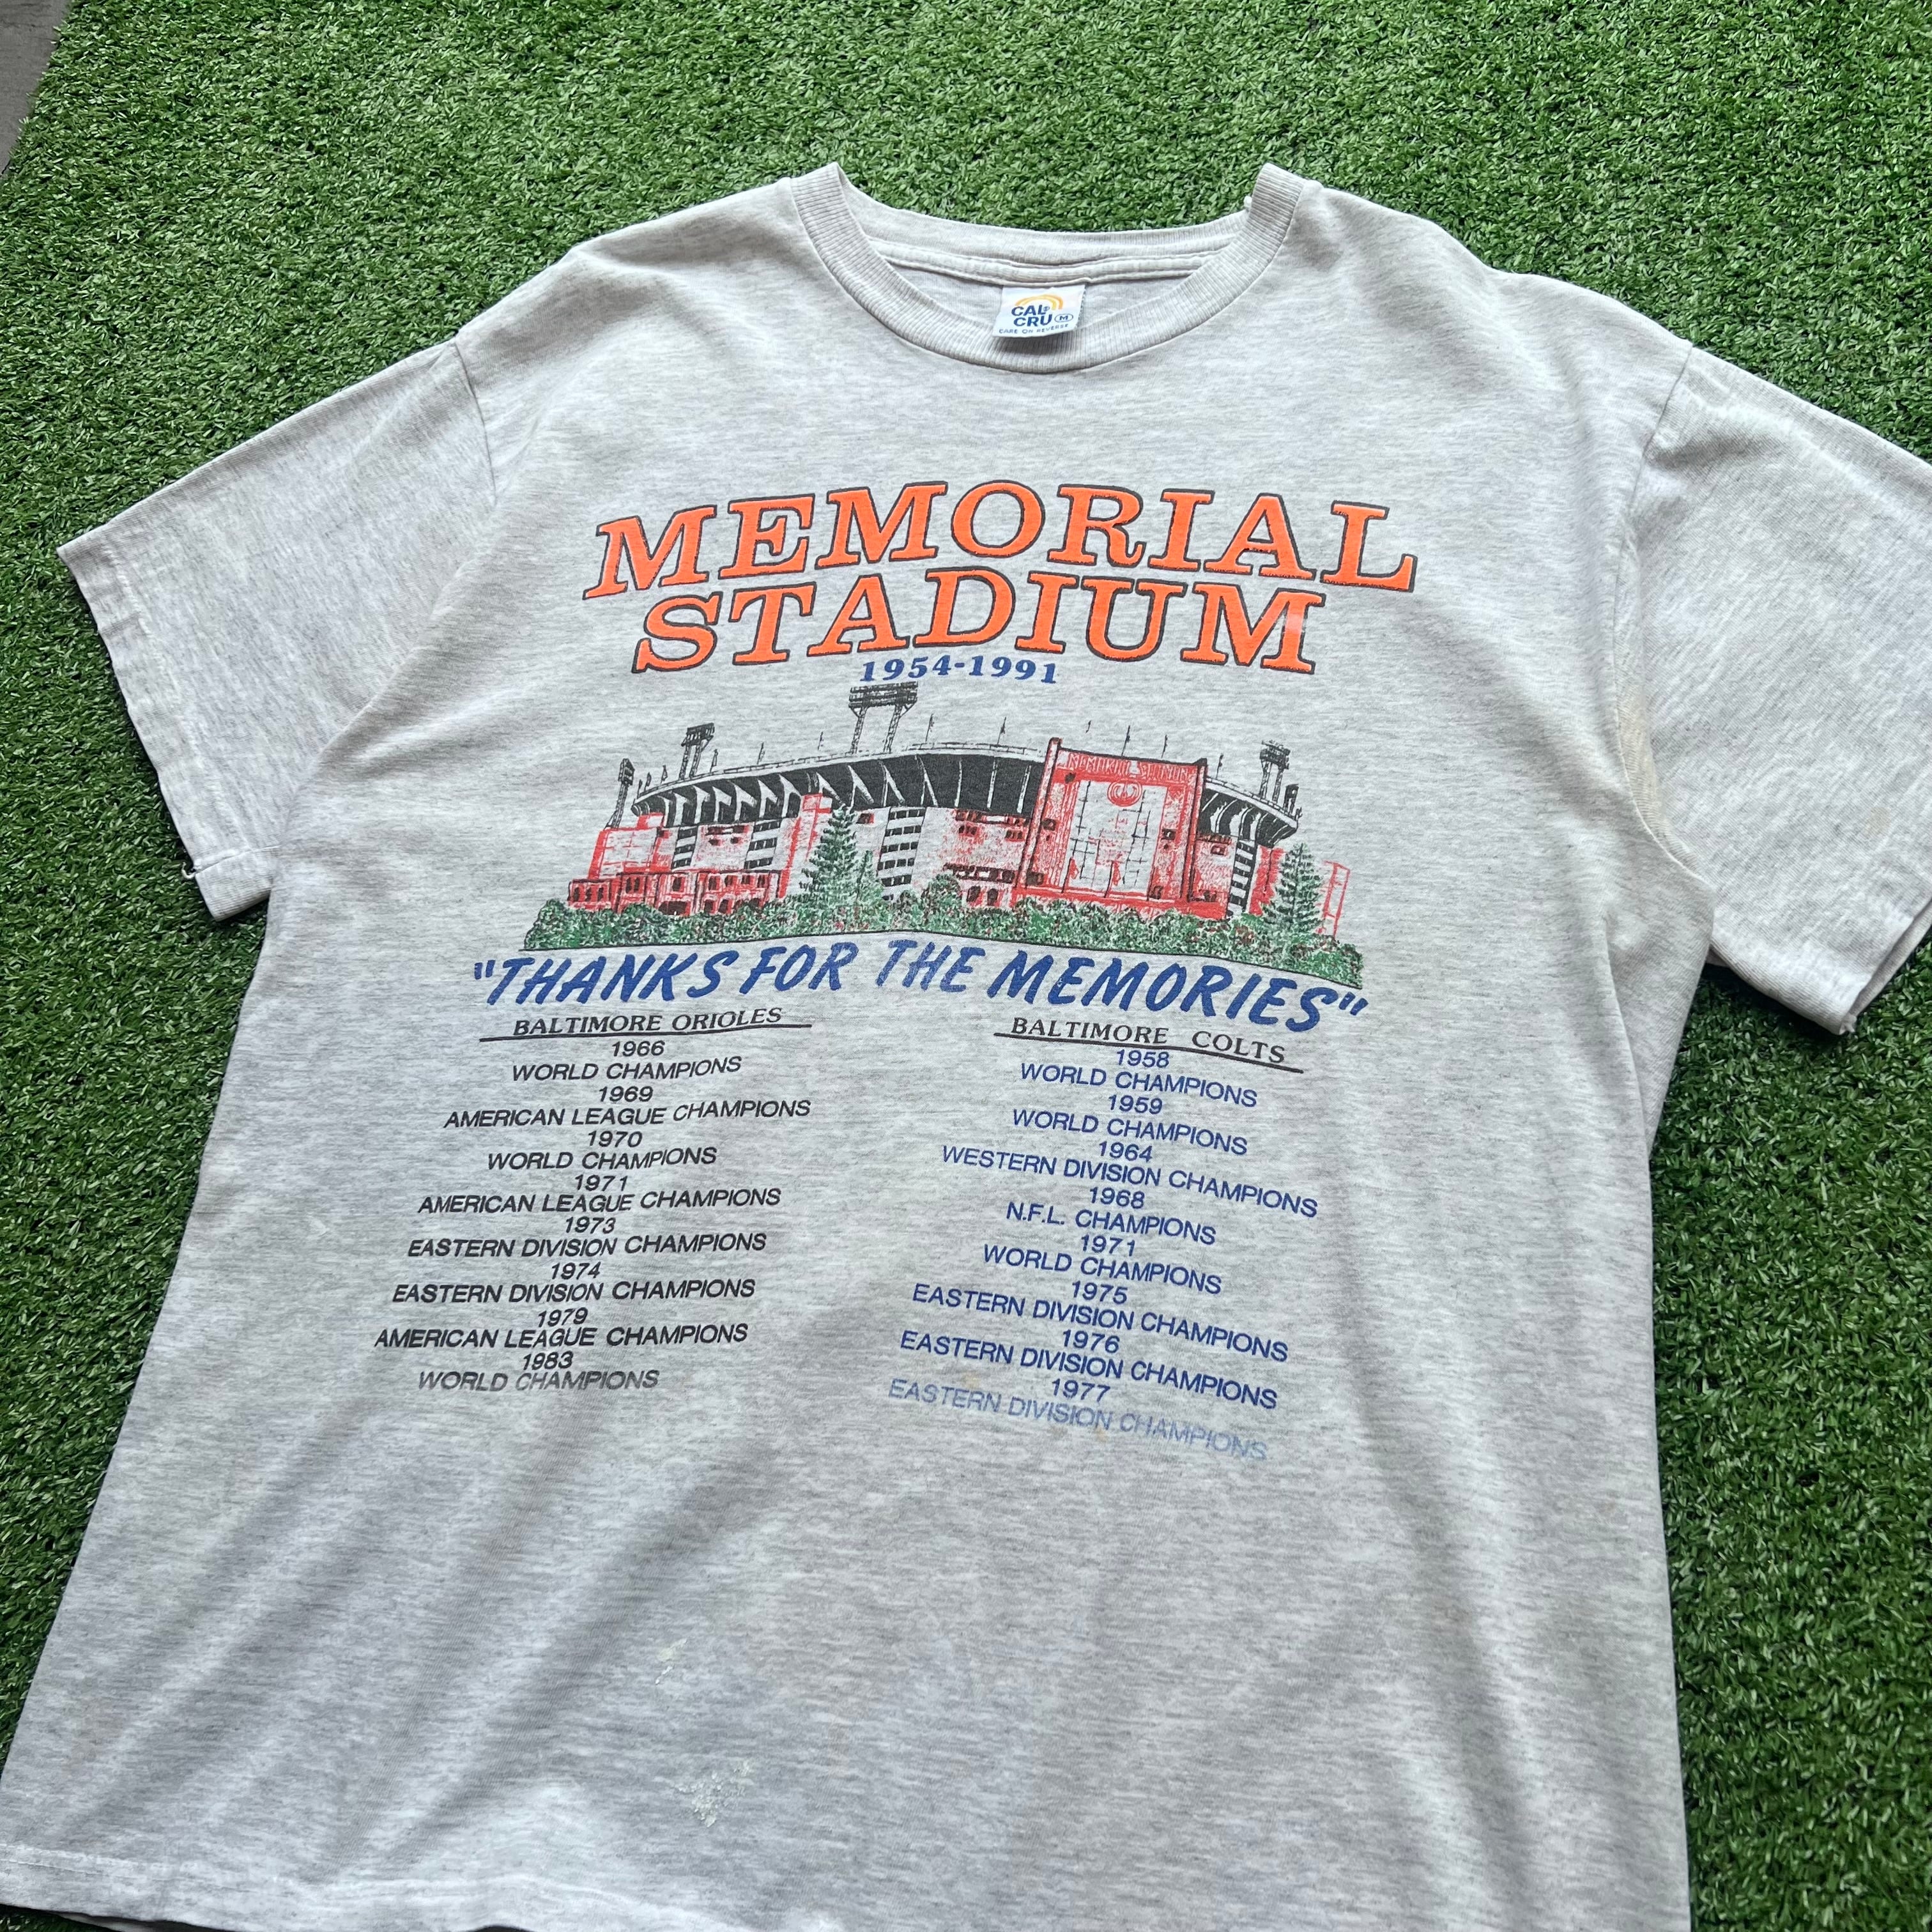 CAL
CRU M
CARE ON REVERSE
MEMORIAL
STADIUM
1954-1991
MEMORIAL STADIUM
"THANKS FOR THE MEMORIES"
BALTIMORE ORIOLES
1966
WORLD CHAMPIONS
1969
AMERICAN LEAGUE CHAMPIONS
1970
WORLD CHAMPIONS
1971
AMERICAN LEAGUE CHAMPIONS
1973
EASTERN DIVISION CHAMPIONS
1974
EASTERN DIVISION CHAMPIONS
1979
AMERICAN LEAGUE CHAMPIONS
1983
WORLD CHAMPIONS
BALTIMORE COLTS
1958
WORLD CHAMPIONS
1959
WORLD CHAMPIONS
1964
WESTERN DIVISION CHAMPIONS
1968
N.F.L. CHAMPIONS
1971
WORLD CHAMPIONS
1975
EASTERN DIVISION CHAMPIONS
1976
EASTERN DIVISION CHAMPIONS
1977
EASTERN DIVISION CHAMPIONS